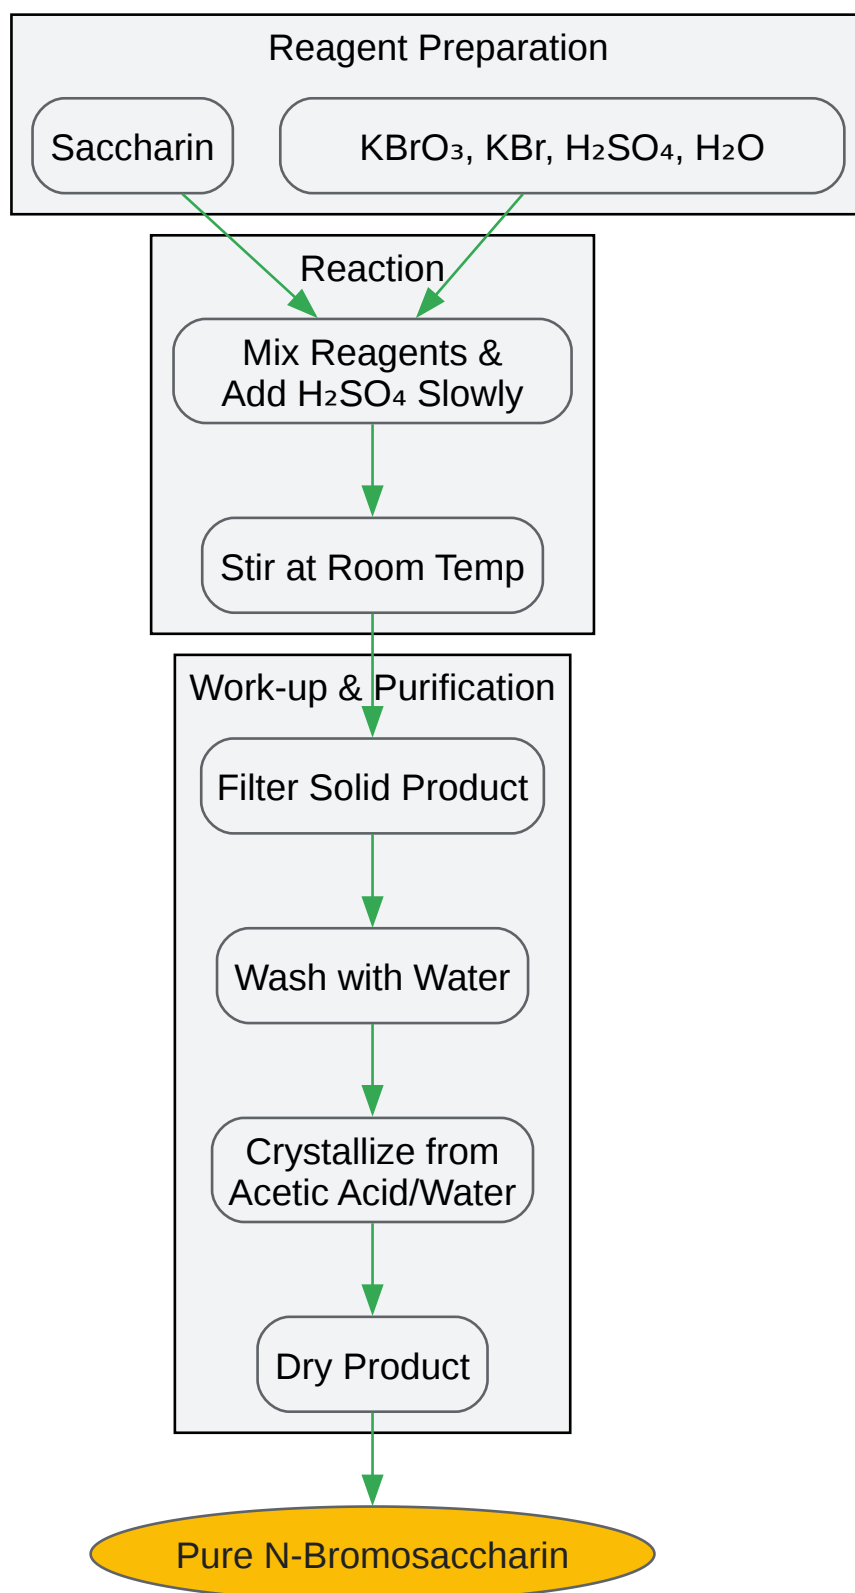 Reagent Preparation
Saccharin
KBrO₃, KBr, H₂SO₄, H₂O
Reaction
Mix Reagents &
Add H₂SO₄ Slowly
Stir at Room Temp
Work-up & Purification
Filter Solid Product
Wash with Water
Crystallize from
Acetic Acid/Water
Dry Product
Pure N-Bromosaccharin